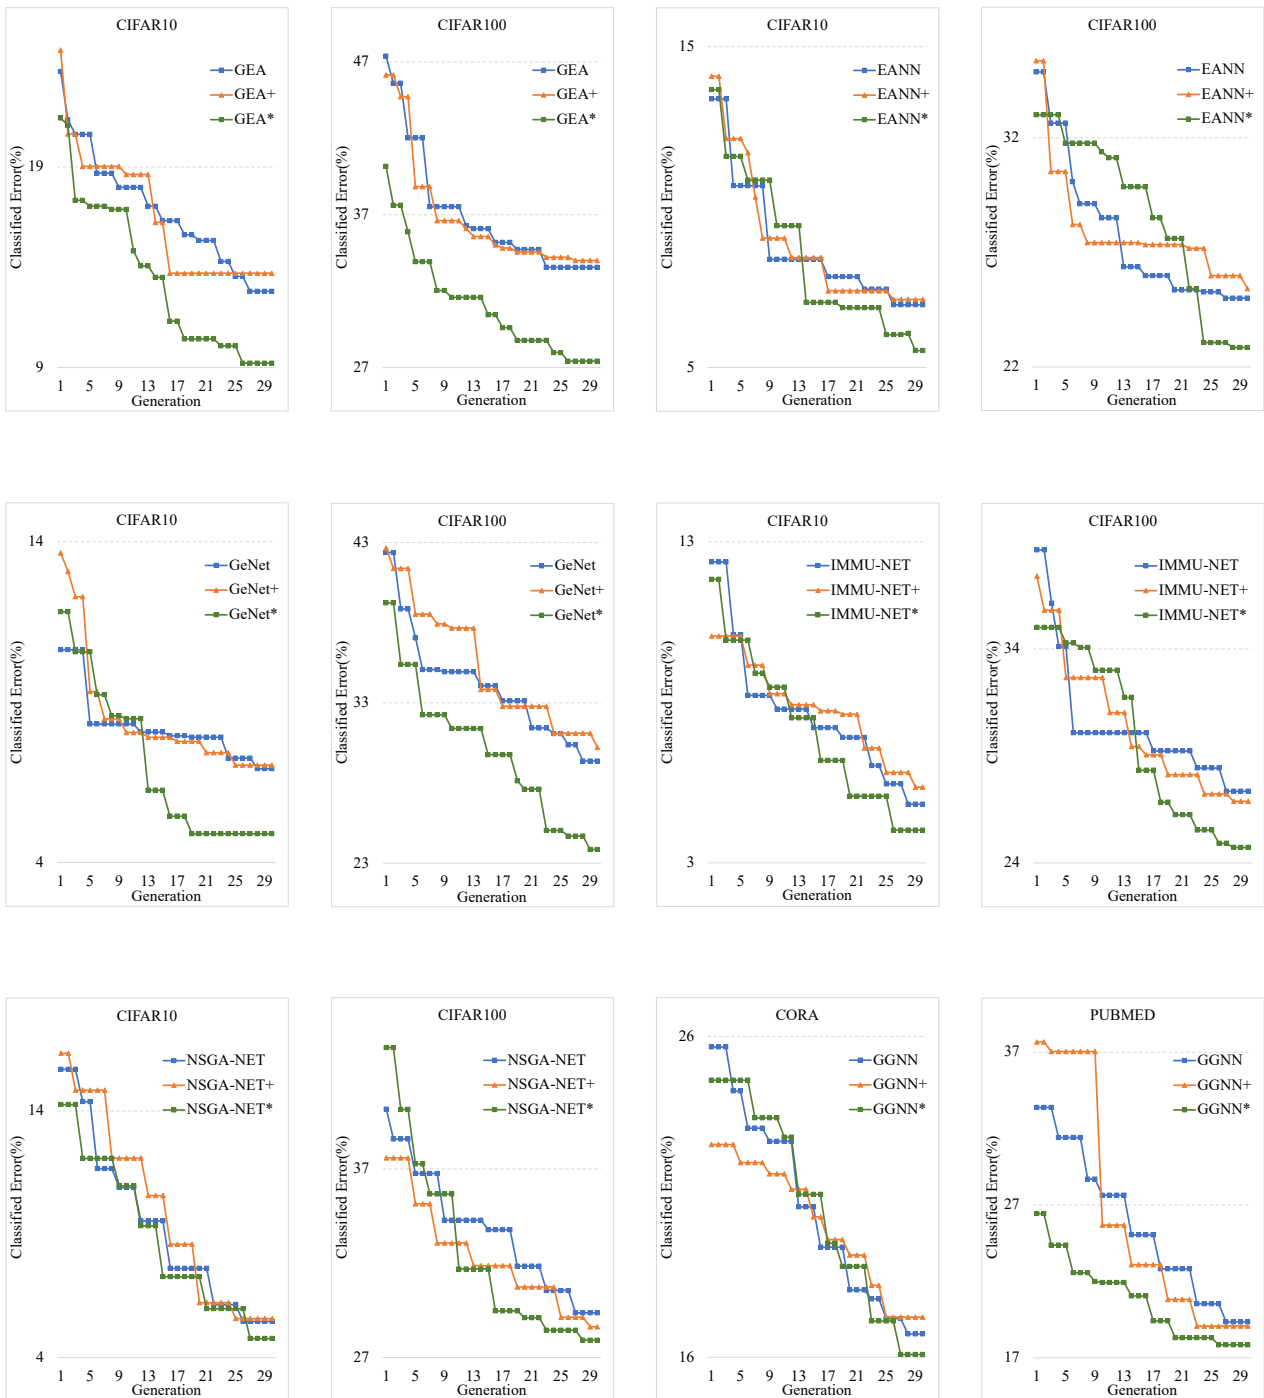 CIFAR10
GEA
GEA+
GEA*
Classified Error(%)
19
9
1 5 9 13 17 21 25 29
Generation
CIFAR100
47
GEA
GEA+
GEA*
Classified Error(%)
37
27
1 5 9 13 17 21 25 29
Generation
CIFAR10
15
EANN
EANN+
EANN*
Classified Error(%)
5
1 5 9 13 17 21 25 29
Generation
CIFAR100
EANN
EANN+
EANN*
32
Classified Error(%)
22
1 5 9 13 17 21 25 29
Generation
CIFAR10
14
GeNet
GeNet+
GeNet*
Classified Error(%)
4
1 5 9 13 17 21 25 29
Generation
CIFAR100
43
GeNet
GeNet+
GeNet*
Classified Error(%)
33
23
1 5 9 13 17 21 25 29
Generation
CIFAR10
13
IMMU-NET
IMMU-NET+
IMMU-NET*
Classified Error(%)
3
1 5 9 13 17 21 25 29
Generation
CIFAR100
IMMU-NET
IMMU-NET+
IMMU-NET*
34
Classified Error(%)
24
1 5 9 13 17 21 25 29
Generation
CIFAR10
NSGA-NET
NSGA-NET+
NSGA-NET*
14
Classified Error(%)
4
1 5 9 13 17 21 25 29
Generation
CIFAR100
NSGA-NET
NSGA-NET+
NSGA-NET*
37
Classified Error(%)
27
1 5 9 13 17 21 25 29
Generation
CORA
26
GGNN
GGNN+
GGNN*
Classified Error(%)
16
1 5 9 13 17 21 25 29
Generation
PUBMED
37
GGNN
GGNN+
GGNN*
Classified Error(%)
27
17
1 5 9 13 17 21 25 29
Generation